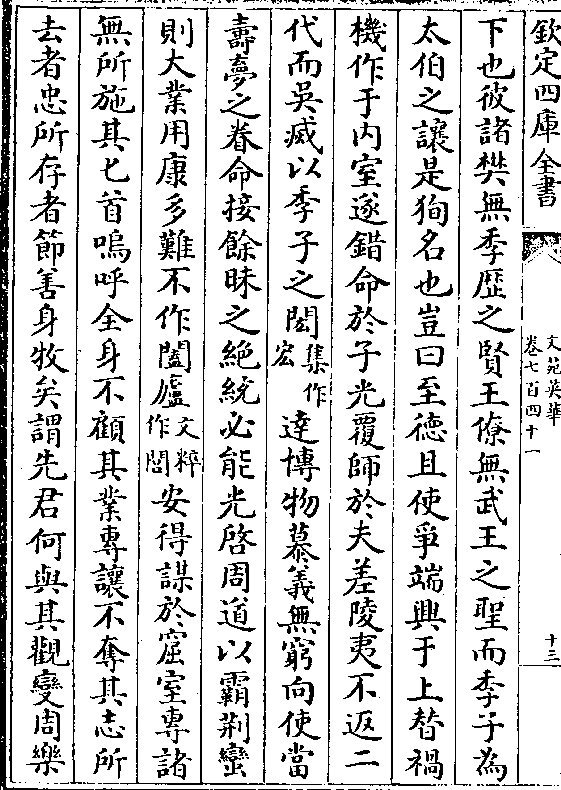 欽定四庫全書
文苑英華
卷七百四十一
十三
下也彼諸樊無季歴之賢王僚無武王之聖而季子為
太伯之讓是狥名也豈曰至徳且使爭端興于上替禍
機作于内室遂錯命於子光覆師於夫差陵夷不返二
代而吳滅以季子之閎集作宏達博物慕義無窮向使當
壽夢之眷命接餘昧之絶統必能光啓周道以霸荆蠻
則大業用康多難不作闔廬文粹作閭安得謀於窟室專諸
無所施其匕首嗚呼全身不顧其業專讓不奪其志所
去者忠所存者節善身牧矣謂先君何與其觀變周樂